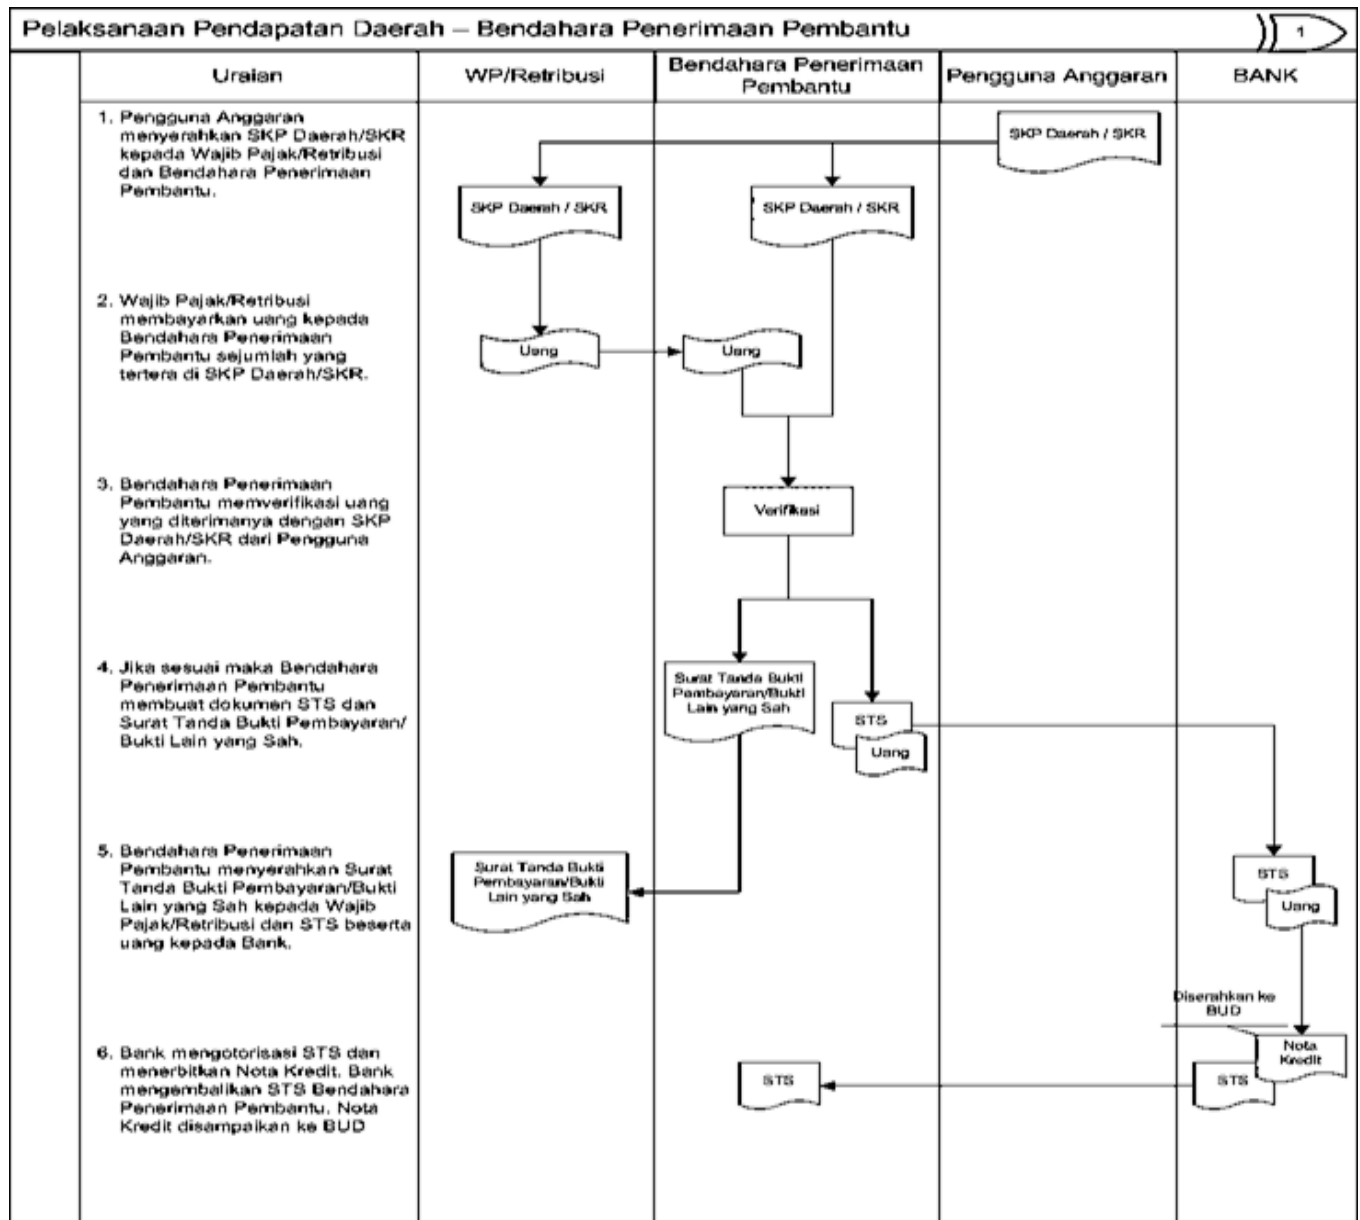 Pelaksanaan Pendapatan Daerah – Bendahara Penerimaan Pembantu
1
Uraian
WP/Retribusi
Bendahara Penerimaan
Pembantu
Pengguna Anggaran
BANK
1. Pengguna Anggaran
menyerahkan SKP Daerah/SKR
kepada Wajib Pajak/Retribusi
dan Bendahara Penerimaan
Pembantu.
SKP Daerah / SKR
SKP Daerah / SKR
SKP Daerah / SKR
2. Wajib Pajak/Retribusi
membayarkan uang kepada
Bendahara Penerimaan
Pembantu sejumlah yang
tertera di SKP Daerah/SKR.
Uang
Uang
3. Bendahara Penerimaan
Pembantu memverifikasi uang
yang diterimanya dengan SKP
Daerah/SKR dari Pengguna
Anggaran.
Verifikasi
4. Jika sesuai maka Bendahara
Penerimaan Pembantu
membuat dokumen STS dan
Surat Tanda Bukti Pembayaran/
Bukti Lain yang Sah.
Surat Tanda Bukti
Pembayaran/Bukti
Lain yang Sah
STS
Uang
5. Bendahara Penerimaan
Pembantu menyerahkan Surat
Tanda Bukti Pembayaran/Bukti
Lain yang Sah kepada Wajib
Pajak/Retribusi dan STS beserta
uang kepada Bank.
Surat Tanda Bukti
Pembayaran/Bukti
Lain yang Sah
STS
Uang
Diserahkan ke
BUD
6. Bank mengotorisasi STS dan
menerbitkan Nota Kredit. Bank
mengembalikan STS Bendahara
Penerimaan Pembantu. Nota
Kredit disampaikan ke BUD
STS
STS
Nota
Kredit